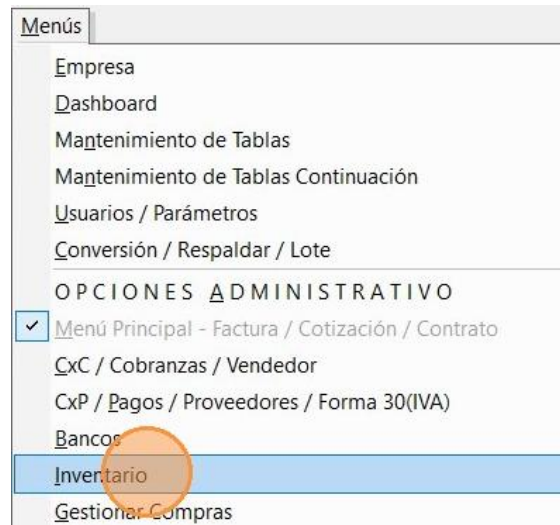 Menús
Empresa
Dashboard
Mantenimiento de Tablas
Mantenimiento de Tablas Continuación
Usuarios / Parámetros
Conversión / Respaldar / Lote
OPCIONES ADMINISTRATIVO
Menú Principal - Factura / Cotización / Contrato
CxC / Cobranzas / Vendedor
CxP / Pagos / Proveedores / Forma 30(IVA)
Bancos
Inventario
Gestionar Compras